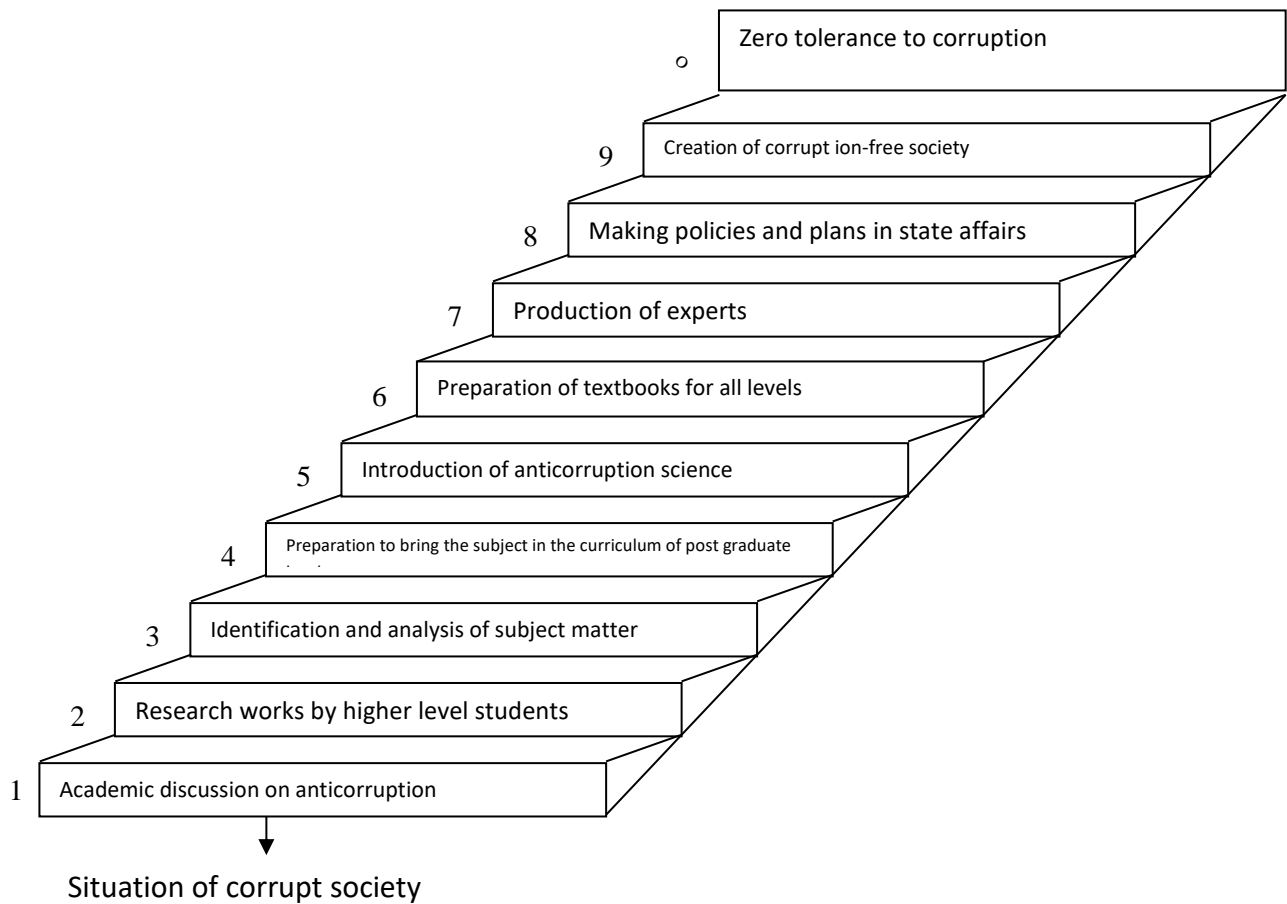 Zero tolerance to corruption
○
Creation of corrupt ion-free society
9
Making policies and plans in state affairs
8
Production of experts
7
Preparation of textbooks for all levels
6
Introduction of anticorruption science
5
Preparation to bring the subject in the curriculum of post graduate
4
Identification and analysis of subject matter
3
Research works by higher level students
2
1 Academic discussion on anticorruption
Situation of corrupt society